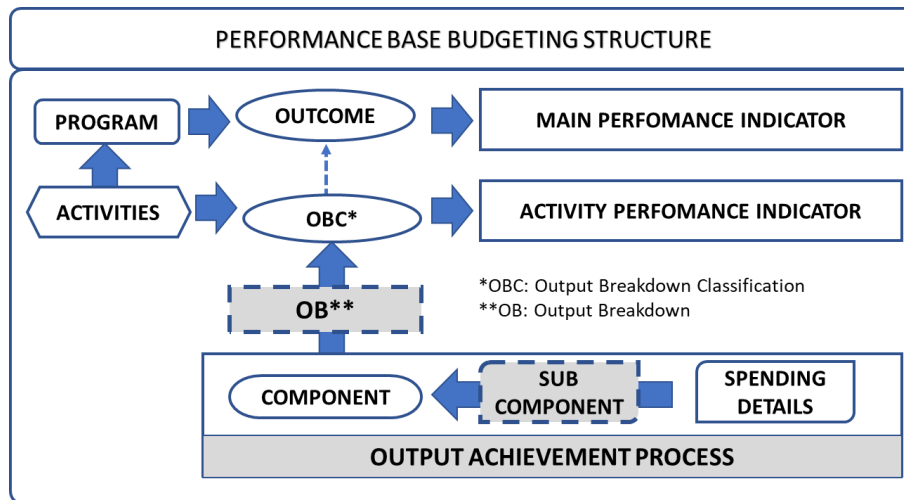 PERFORMANCE BASE BUDGETING STRUCTURE
PROGRAM
OUTCOME
MAIN PERFOMANCE INDICATOR
ACTIVITIES
OBC*
ACTIVITY PERFOMANCE INDICATOR
OB**
*OBC: Output Breakdown Classification
**OB: Output Breakdown
COMPONENT
SUB
COMPONENT
SPENDING
DETAILS
OUTPUT ACHIEVEMENT PROCESS